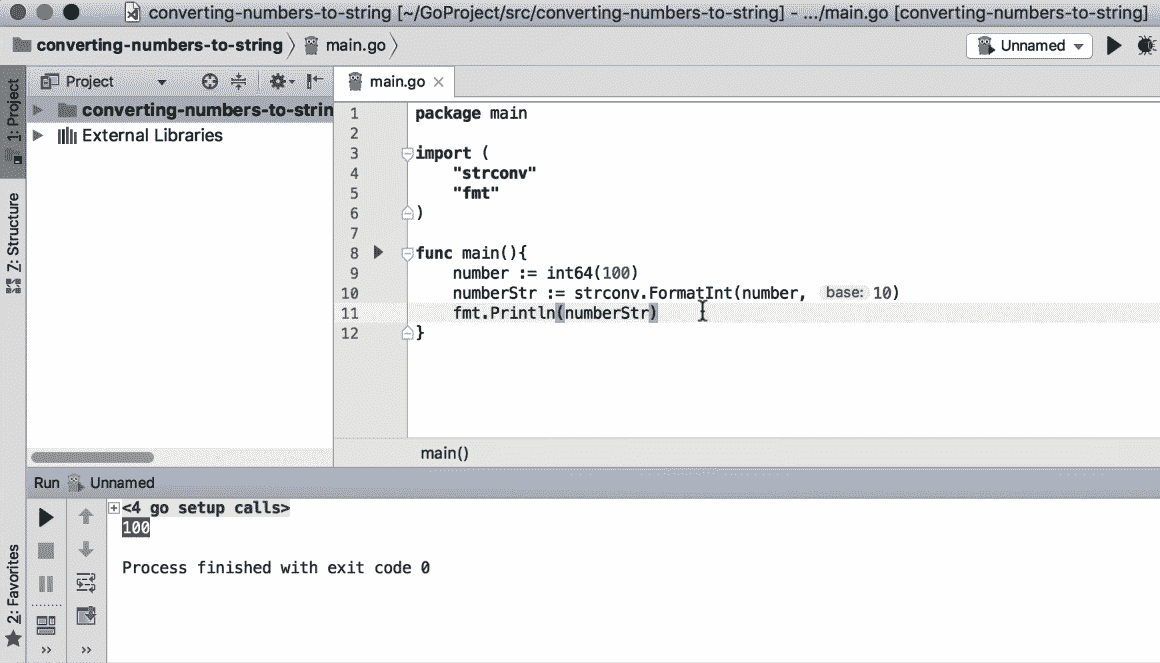 converting-numbers-to-string [~/GoProject/src/converting-numbers-to-string] - .../main.go [converting-numbers-to-string]
converting-numbers-to-string main.go Unnamed
1: Project
Project
main.go
converting-numbers-to-strin
External Libraries
Z: Structure
2: Favorites
1 package main
2
3 import (
4 "strconv"
5 "fmt"
6 )
7
8 func main(){
9 number := int64(100)
10 numberStr := strconv.FormatInt(number, base: 10)
11 fmt.Println(numberStr)
12 }
main()
Run Unnamed
<4 go setup calls>
100
Process finished with exit code 0